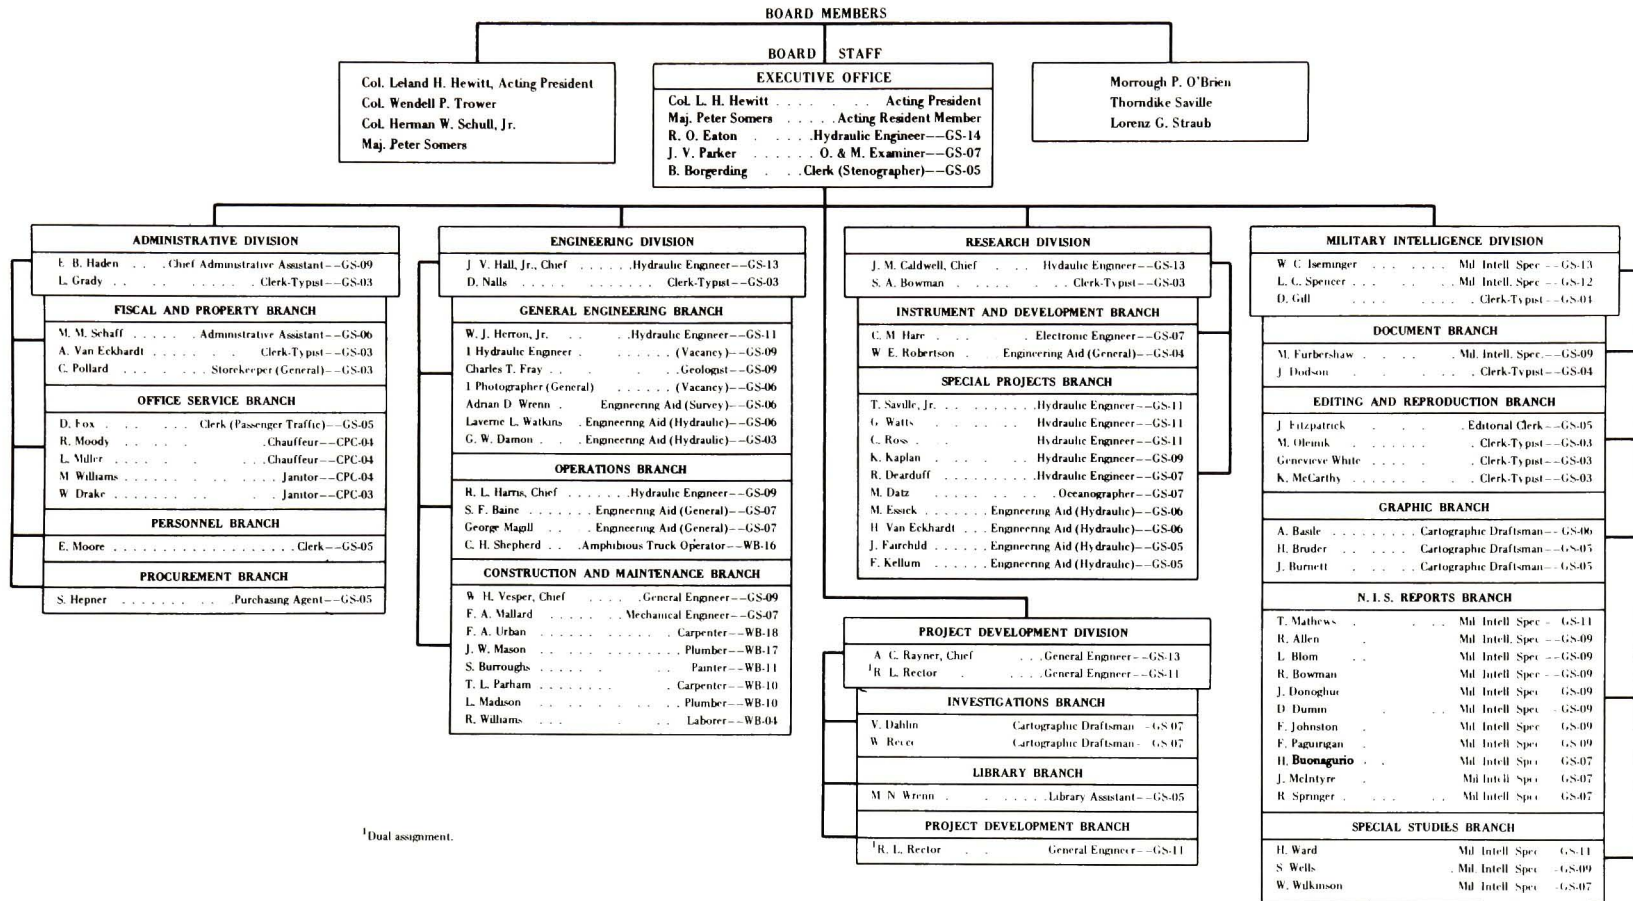 BOARD MEMBERS
Col. Leland H. Hewitt, Acting President
Col. Wendell P. Trower
Col. Herman W. Schull, Jr.
Maj. Peter Somers
BOARD STAFF
EXECUTIVE OFFICE
Col. L. H. Hewitt . . . . . Acting President
Maj. Peter Somers . . . . . Acting Resident Member
R. O. Eaton . . . . . Hydraulic Engineer--GS-14
J. V. Parker . . . . . . O. & M. Examiner--GS-07
B. Borgerding . . . Clerk (Stenographer)--GS-05
Morrough P. O'Brien
Thorndike Saville
Lorenz G. Straub
ADMINISTRATIVE DIVISION
E. B. Haden . . . . Chief Administrative Assistant--GS-09
L. Grady . . . . . . . . Clerk-Typist--GS-03
FISCAL AND PROPERTY BRANCH
M. M. Schaff . . . . . . Administrative Assistant--GS-06
A. Van Eckhardt . . . . . . . Clerk-Typist--GS-03
C. Pollard . . . . . . Storekeeper (General)--GS-03
OFFICE SERVICE BRANCH
D. Fox . . . . . Clerk (Passenger Traffic)--GS-05
R. Moody . . . . . . . Chauffeur--CPC-04
L. Miller . . . . . . . Chauffeur--CPC-04
M Williams . . . . . . . Janitor--CPC-04
W. Drake . . . . . . . Janitor--CPC-03
PERSONNEL BRANCH
E. Moore . . . . . . . . . . . . . . . . . . . Clerk--GS-05
PROCUREMENT BRANCH
S. Hepner . . . . . . . . . . Purchasing Agent--GS-05
ENGINEERING DIVISION
J. V. Hall, Jr., Chief . . . . . . Hydraulic Engineer--GS-13
D. Nalls . . . . . . . . . . Clerk-Typist--GS-03
GENERAL ENGINEERING BRANCH
W. J. Herron, Jr. . . . . Hydraulic Engineer--GS-11
1 Hydraulic Engineer . . . . . . . . (Vacancy)--GS-09
Charles T. Fray . . . . . . . Geologist--GS-09
1 Photographer (General) . . . . . . (Vacancy)--GS-06
Adrian D. Wrenn . Engineering Aid (Survey)--GS-06
Laverne L. Watkins . Engineering Aid (Hydraulic)--GS-06
G. W. Damon . . Engineering Aid (Hydraulic)--GS-03
OPERATIONS BRANCH
R. L. Harris, Chief . . . . . Hydraulic Engineer--GS-09
S. F. Baine . . . . . Engineering Aid (General)--GS-07
George Magill . . . Engineering Aid (General)--GS-07
C. H. Shepherd . . . Amphibious Truck Operator--WB-16
CONSTRUCTION AND MAINTENANCE BRANCH
W. H. Vesper, Chief . . . . . General Engineer--GS-09
F. A. Mallard . . . . . Mechanical Engineer--GS-07
F. A. Urban . . . . . . . . . . Carpenter--WB-18
J. W. Mason . . . . . . . . . . Plumber--WB-17
S. Burroughs . . . . . . . . Painter--WB-11
T. L. Parham . . . . . . . . . Carpenter--WB-10
L. Madison . . . . . . . . Plumber--WB-10
R. Williams . . . . . . . . Laborer--WB-04
RESEARCH DIVISION
J. M. Caldwell, Chief . . . Hydaulic Engineer--GS-13
S. A. Bowman . . . . . . Clerk-Typist--GS-03
INSTRUMENT AND DEVELOPMENT BRANCH
C. M. Hare . . . . Electronic Engineer--GS-07
W E. Robertson . . Engineering Aid (General)--GS-04
SPECIAL PROJECTS BRANCH
T. Saville, Jr. . . . . . . . . . Hydraulic Engineer--GS-11
G. Watts . . . . . . Hydraulic Engineer--GS-11
C. Ross . . . . Hydraulic Engineer--GS-11
K. Kaplan . . . . . Hydraulic Engineer--GS-09
R. Dearduff . . . . . . . . . . Hydraulic Engineer--GS-07
M. Datz . . . . . . . . . . . Oceanographer--GS-07
M. Essick . . . . . . . Engineering Aid (Hydraulic)--GS-06
H. Van Eckhardt . . . Engineering Aid (Hydraulic)--GS-06
J. Fairchild . . . . . . Engineering Aid (Hydraulic)--GS-05
F. Kellum . . . . . . Engineering Aid (Hydraulic)--GS-05
PROJECT DEVELOPMENT DIVISION
A. C. Rayner, Chief . . . General Engineer--GS-13
1R. L. Rector . . . . . General Engineer--GS-11
INVESTIGATIONS BRANCH
V. Dahlin Cartographic Draftsman - GS-07
W. Reece Cartographic Draftsman - GS-07
LIBRARY BRANCH
M. N. Wrenn . . . . . . . Library Assistant--GS-05
PROJECT DEVELOPMENT BRANCH
1R. L. Rector . . General Engineer--GS-11
MILITARY INTELLIGENCE DIVISION
W. C. Iseminger . . . . . . . . Mil Intell Spec--GS-13
L. C. Spencer . . . . . . . Mil. Intell. Spec.--GS-12
D. Gill . . . . . . . . Clerk-Typist--GS-04
DOCUMENT BRANCH
M. Furbershaw . . . . . Mil. Intell. Spec.--GS-09
J. Dodson . . . . . . . Clerk-Typist--GS-04
EDITING AND REPRODUCTION BRANCH
J. Fitzpatrick . . . . . . Editorial Clerk--GS-05
M. Olejnik . . . . . . . Clerk-Typist--GS-03
Genevieve White . . . . . . Clerk-Typist--GS-03
K. McCarthy . . . . . . Clerk-Typist--GS-03
GRAPHIC BRANCH
A. Basile . . . . . . . . . Cartographic Draftsman--GS-06
H. Bruder . . . . . Cartographic Draftsman--GS-05
J. Burnett . . . . . Cartographic Draftsman--GS-05
N.I.S. REPORTS BRANCH
T. Mathews . . . . . Mil Intell Spec - GS-11
R. Allen . Mil Intell. Spec --GS-09
L. Blom . . Mil Intell Spec --GS-09
R. Bowman Mil Intell Spec --GS-09
J. Donoghue Mil Intell Spec GS-09
D. Dumin . . Mil Intell Spec -GS-09
F. Johnston . Mil Intell Spec GS-09
F. Paguirigan . Mil Intell Spec GS-09
H. Buonagurio . . Mil Intell Spec GS-07
J. McIntyre . Mil Intell Spec GS-07
R. Springer . . . . . . Mil Intell Spec GS-07
SPECIAL STUDIES BRANCH
H. Ward Mil Intell Spec GS-11
S. Wells . Mil. Intell Spec -GS-09
W. Wilkinson Mil Intell Spec -GS-07
1Dual assignment.